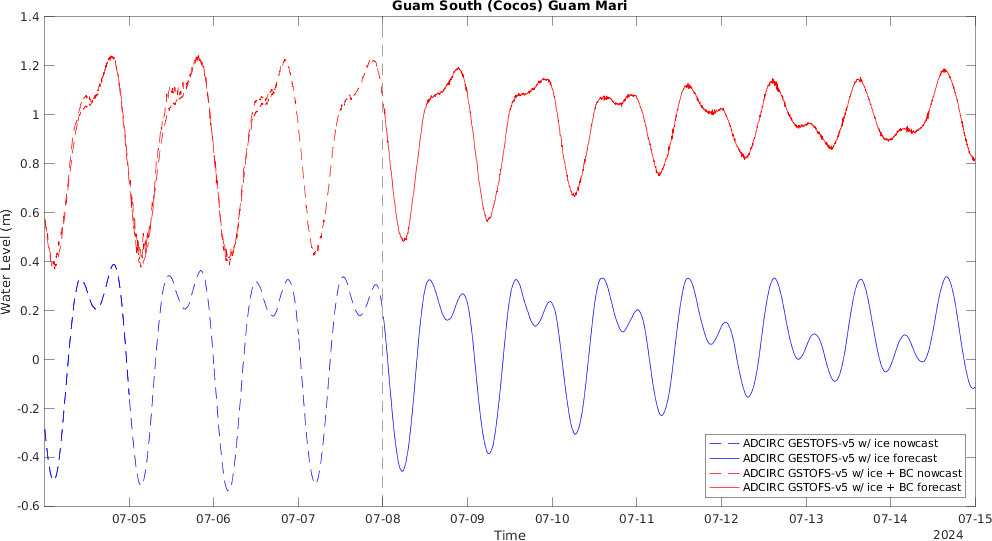 Guam South (Cocos) Guam Mari
1.4
1.2
1
0.8
0.6
0.4
0.2
0
-0.2
-0.4
-0.6
Water Level (m)
ADCIRC GESTOFS-v5 w/ ice nowcast
ADCIRC GESTOFS-v5 w/ ice forecast
ADCIRC GSTOFS-v5 w/ ice + BC nowcast
ADCIRC GSTOFS-v5 w/ ice + BC forecast
07-05 07-06 07-07 07-08 07-09 07-10 07-11 07-12 07-13 07-14 07-15
Time
2024